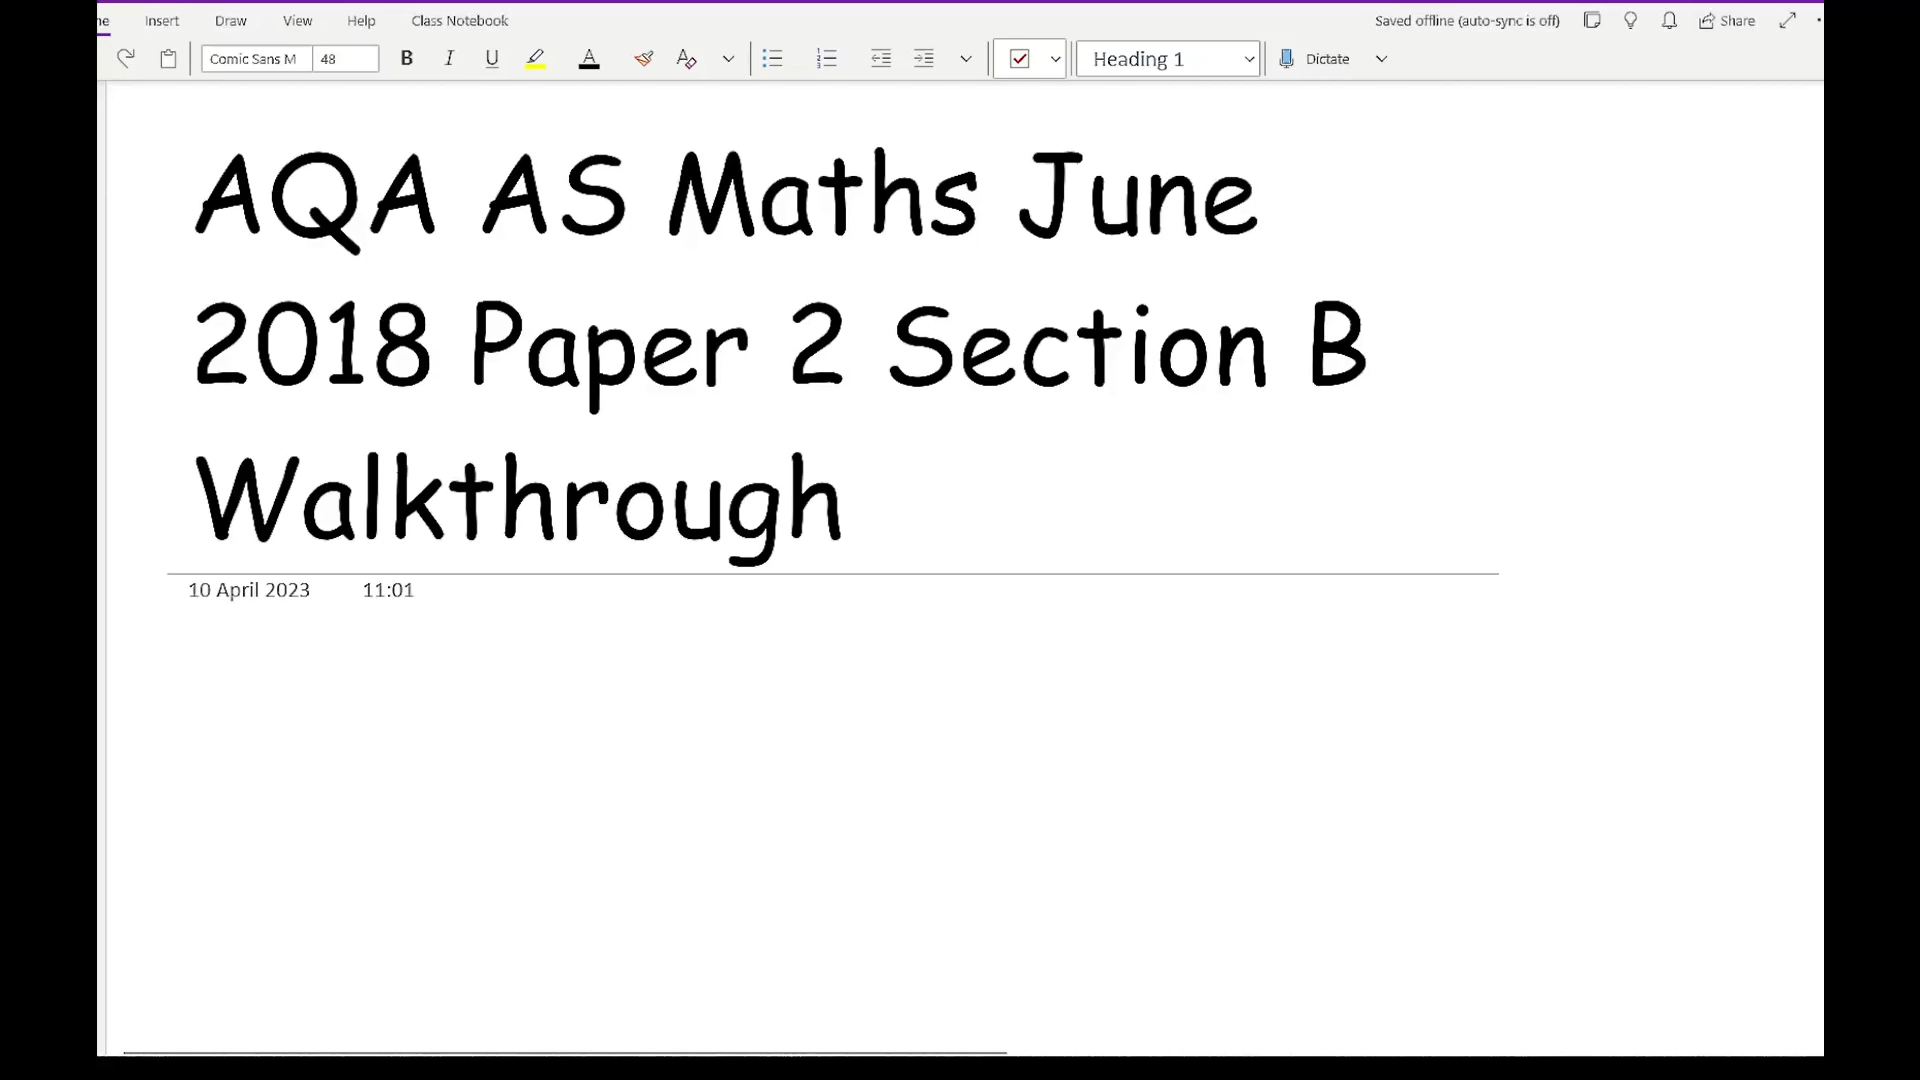 Insert Draw View Help Class Notebook Saved offline (auto-sync is off) Share
Comic Sans M 48 B I U A A Heading 1 Dictate
AQA AS Maths June
2018 Paper 2 Section B
Walkthrough
10 April 2023 11:01